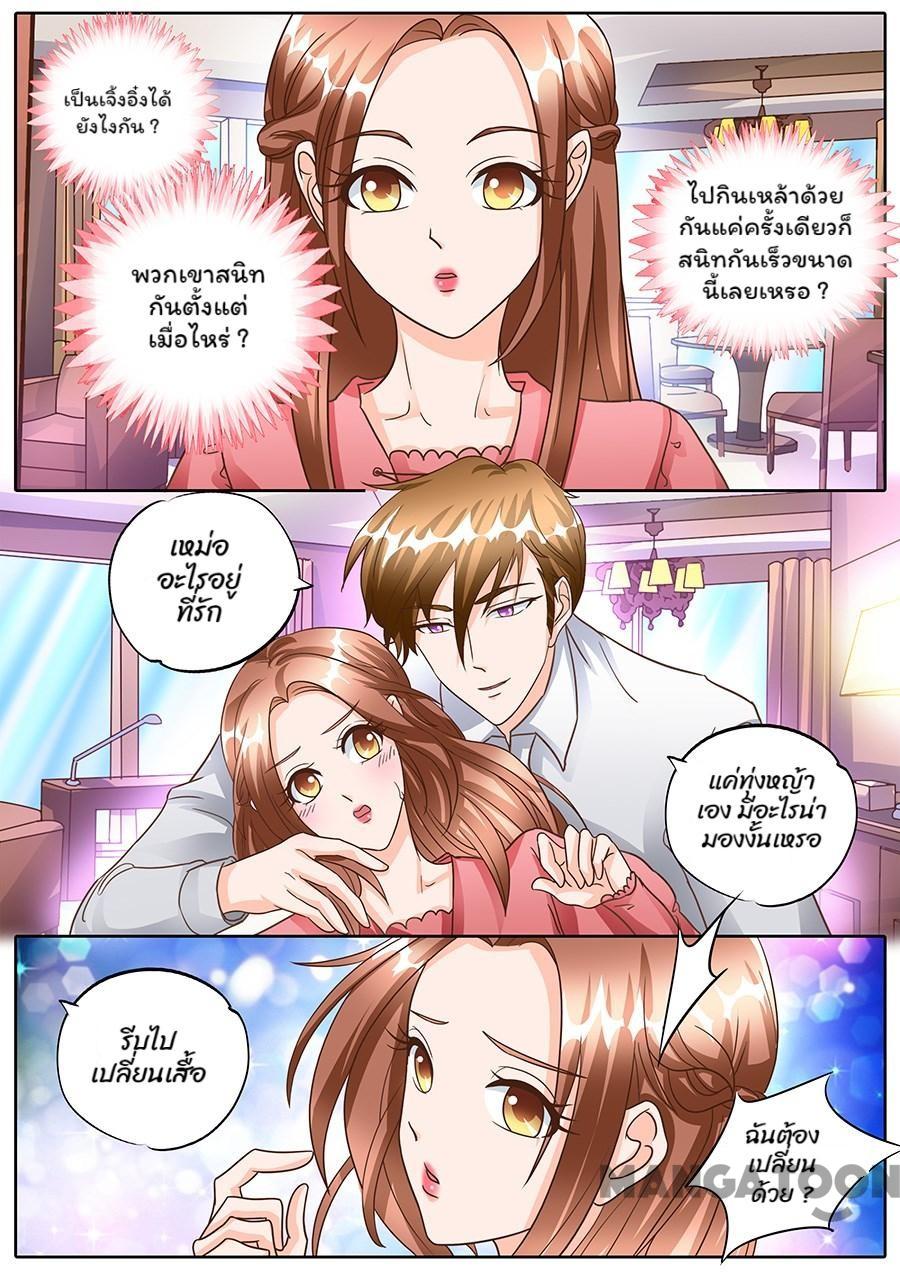 เป็นเจิ้งอิ๋งได้
ยังไงกัน ?
พวกเขาสนิท
กันตั้งแต่
เมื่อไหร่ ?
ไปกินเหล้าด้วย
กันแค่ครั้งเดียวก็
สนิทกันเร็วขนาด
นี้เลยเหรอ ?
เหม่อ
อะไรอยู่
ที่รัก
แค่ทุ่งหญ้า
เอง มีอะไรน่า
มองงั้นเหรอ
รีบไป
เปลี่ยนเสื้อ
ฉันต้อง
เปลี่ยน
ด้วย ?
MANGATOON